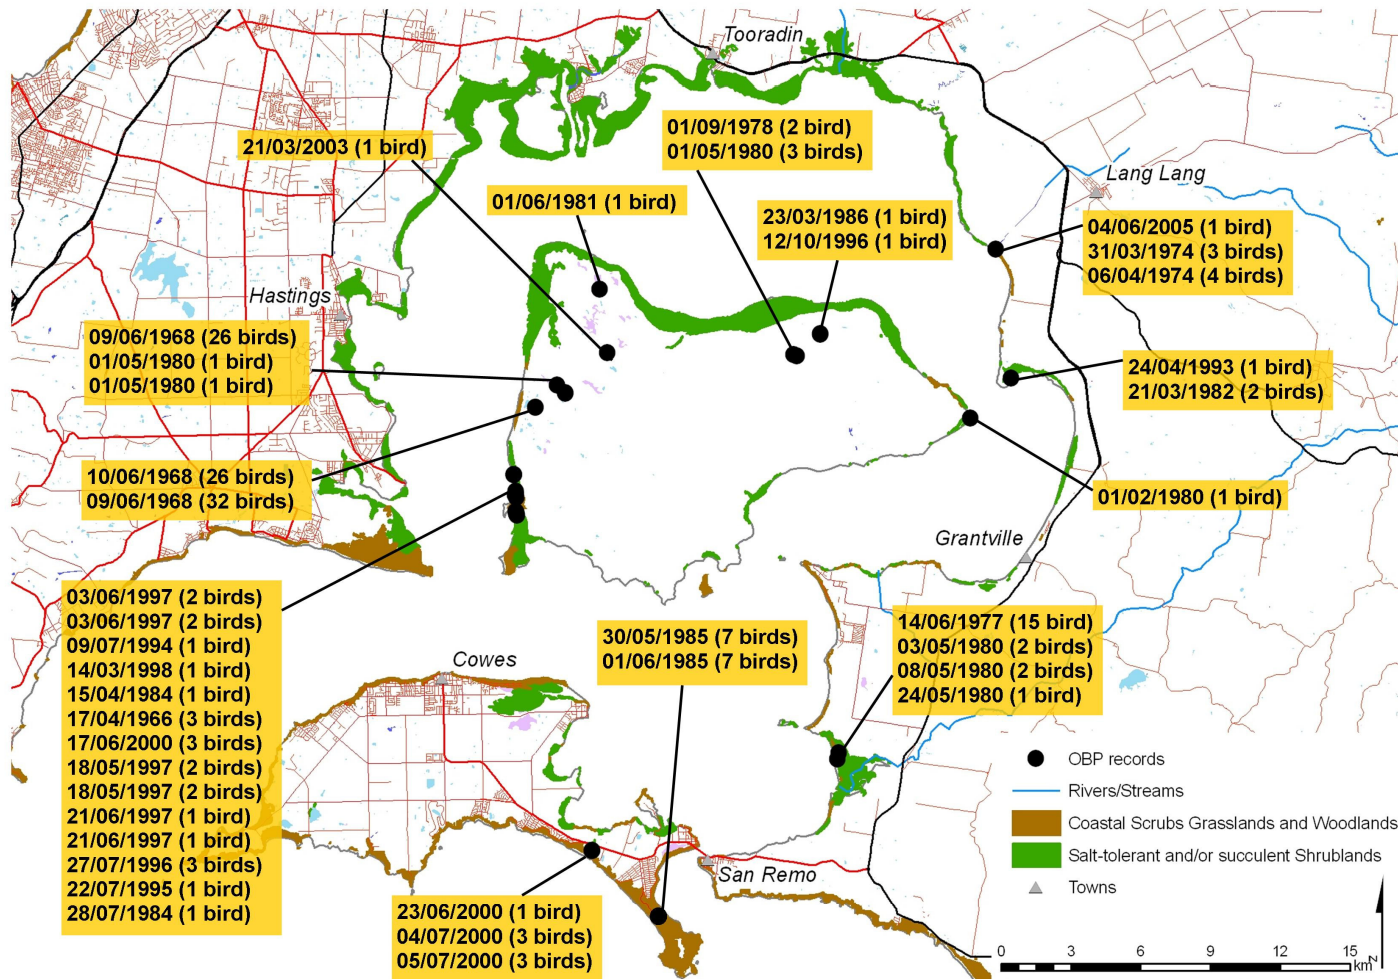 Tooradin
01/09/1978 (2 bird)
01/05/1980 (3 birds)
21/03/2003 (1 bird)
Lang Lang
01/06/1981 (1 bird)
23/03/1986 (1 bird)
12/10/1996 (1 bird)
04/06/2005 (1 bird)
31/03/1974 (3 birds)
06/04/1974 (4 birds)
Hastings
09/06/1968 (26 birds)
01/05/1980 (1 bird)
01/05/1980 (1 bird)
24/04/1993 (1 bird)
21/03/1982 (2 birds)
10/06/1968 (26 birds)
09/06/1968 (32 birds)
01/02/1980 (1 bird)
Grantville
03/06/1997 (2 birds)
03/06/1997 (2 birds)
09/07/1994 (1 bird)
14/03/1998 (1 bird)
15/04/1984 (1 bird)
17/04/1966 (3 birds)
17/06/2000 (3 birds)
18/05/1997 (2 birds)
18/05/1997 (2 birds)
21/06/1997 (1 bird)
21/06/1997 (1 bird)
27/07/1996 (3 birds)
22/07/1995 (1 bird)
28/07/1984 (1 bird)
Cowes
30/05/1985 (7 birds)
01/06/1985 (7 birds)
14/06/1977 (15 bird)
03/05/1980 (2 birds)
08/05/1980 (2 birds)
24/05/1980 (1 bird)
San Remo
23/06/2000 (1 bird)
04/07/2000 (3 birds)
05/07/2000 (3 birds)
OBP records
Rivers/Streams
Coastal Scrubs Grasslands and Woodlands
Salt-tolerant and/or succulent Shrublands
Towns
0 3 6 9 12 15
km
N